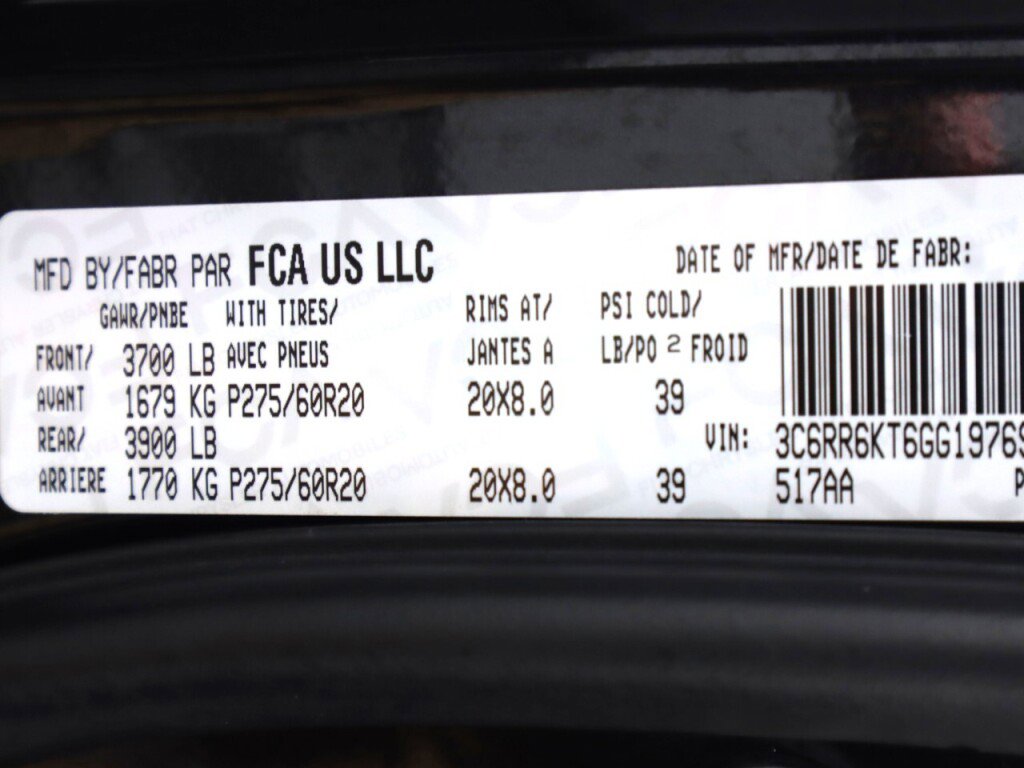 MFD BY/FABR PAR FCA US LLC DATE OF MFR/DATE DE FABR:
GAWR/PNBE WITH TIRES/ RIMS AT/ PSI COLD/
FRONT/ 3700 LB AVEC PNEUS JANTES A LB/PO 2 FROID
AVANT 1679 KG P275/60R20 20X8.0 39
REAR/ 3900 LB VIN: 3C6RR6KT6GG1976
ARRIERE 1770 KG P275/60R20 20X8.0 39 517AA P